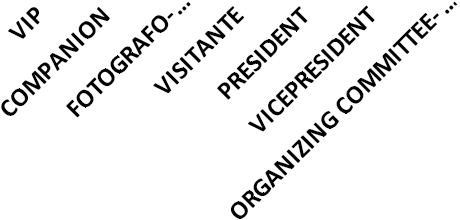 VIP
COMPANION
FOTOGRAFO- ...
VISITANTE
PRESIDENT
VICEPRESIDENT
ORGANIZING COMMITTEE- ...